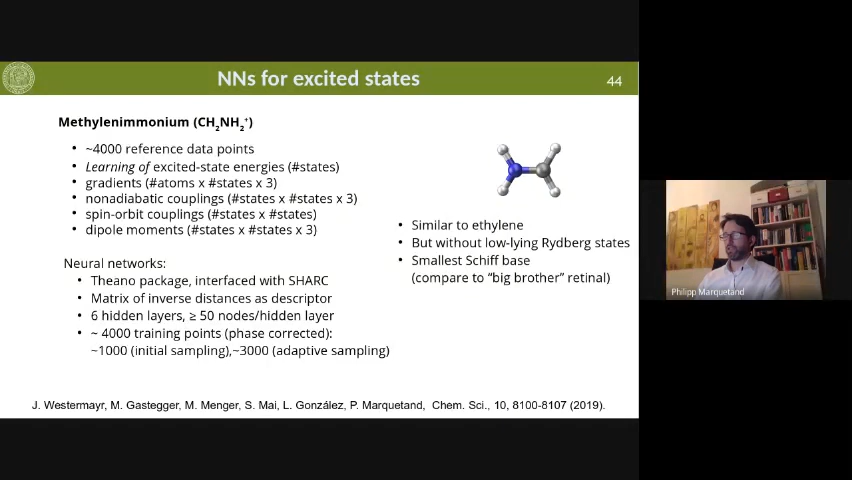 NNs for excited states
44
Methylenimmonium (CH₂NH₂⁺)
• ~4000 reference data points
• Learning of excited-state energies (#states)
• gradients (#atoms x #states x 3)
• nonadiabatic couplings (#states x #states x 3)
• spin-orbit couplings (#states x #states)
• dipole moments (#states x #states x 3)
Neural networks:
• Theano package, interfaced with SHARC
• Matrix of inverse distances as descriptor
• 6 hidden layers, ≥ 50 nodes/hidden layer
• ~ 4000 training points (phase corrected):
~1000 (initial sampling),~3000 (adaptive sampling)
• Similar to ethylene
• But without low-lying Rydberg states
• Smallest Schiff base
(compare to “big brother” retinal)
J. Westermayr, M. Gastegger, M. Menger, S. Mai, L. González, P. Marquetand, Chem. Sci., 10, 8100-8107 (2019).
Philipp Marquetand